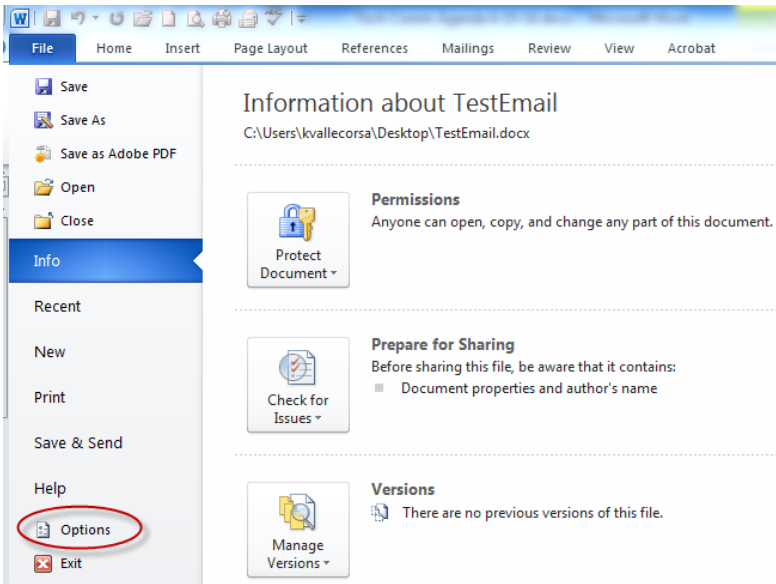 File Home Insert Page Layout References Mailings Review View Acrobat
Save
Save As
Save as Adobe PDF
Open
Close
Info
Recent
New
Print
Save & Send
Help
Options
Exit
Information about TestEmail
C:\Users\kvallecorsa\Desktop\TestEmail.docx
Protect
Document
Permissions
Anyone can open, copy, and change any part of this document.
Check for
Issues
Prepare for Sharing
Before sharing this file, be aware that it contains:
Document properties and author's name
Manage
Versions
Versions
There are no previous versions of this file.